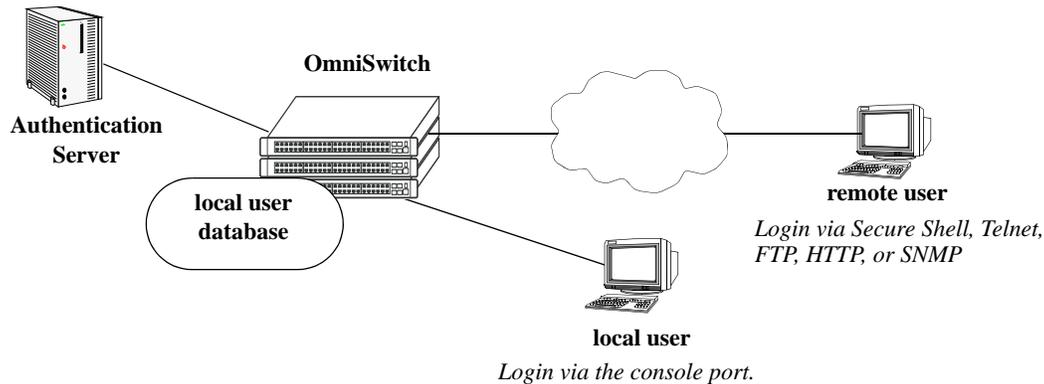 OmniSwitch
Authentication
Server
local user
database
remote user
Login via Secure Shell, Telnet,
FTP, HTTP, or SNMP
local user
Login via the console port.